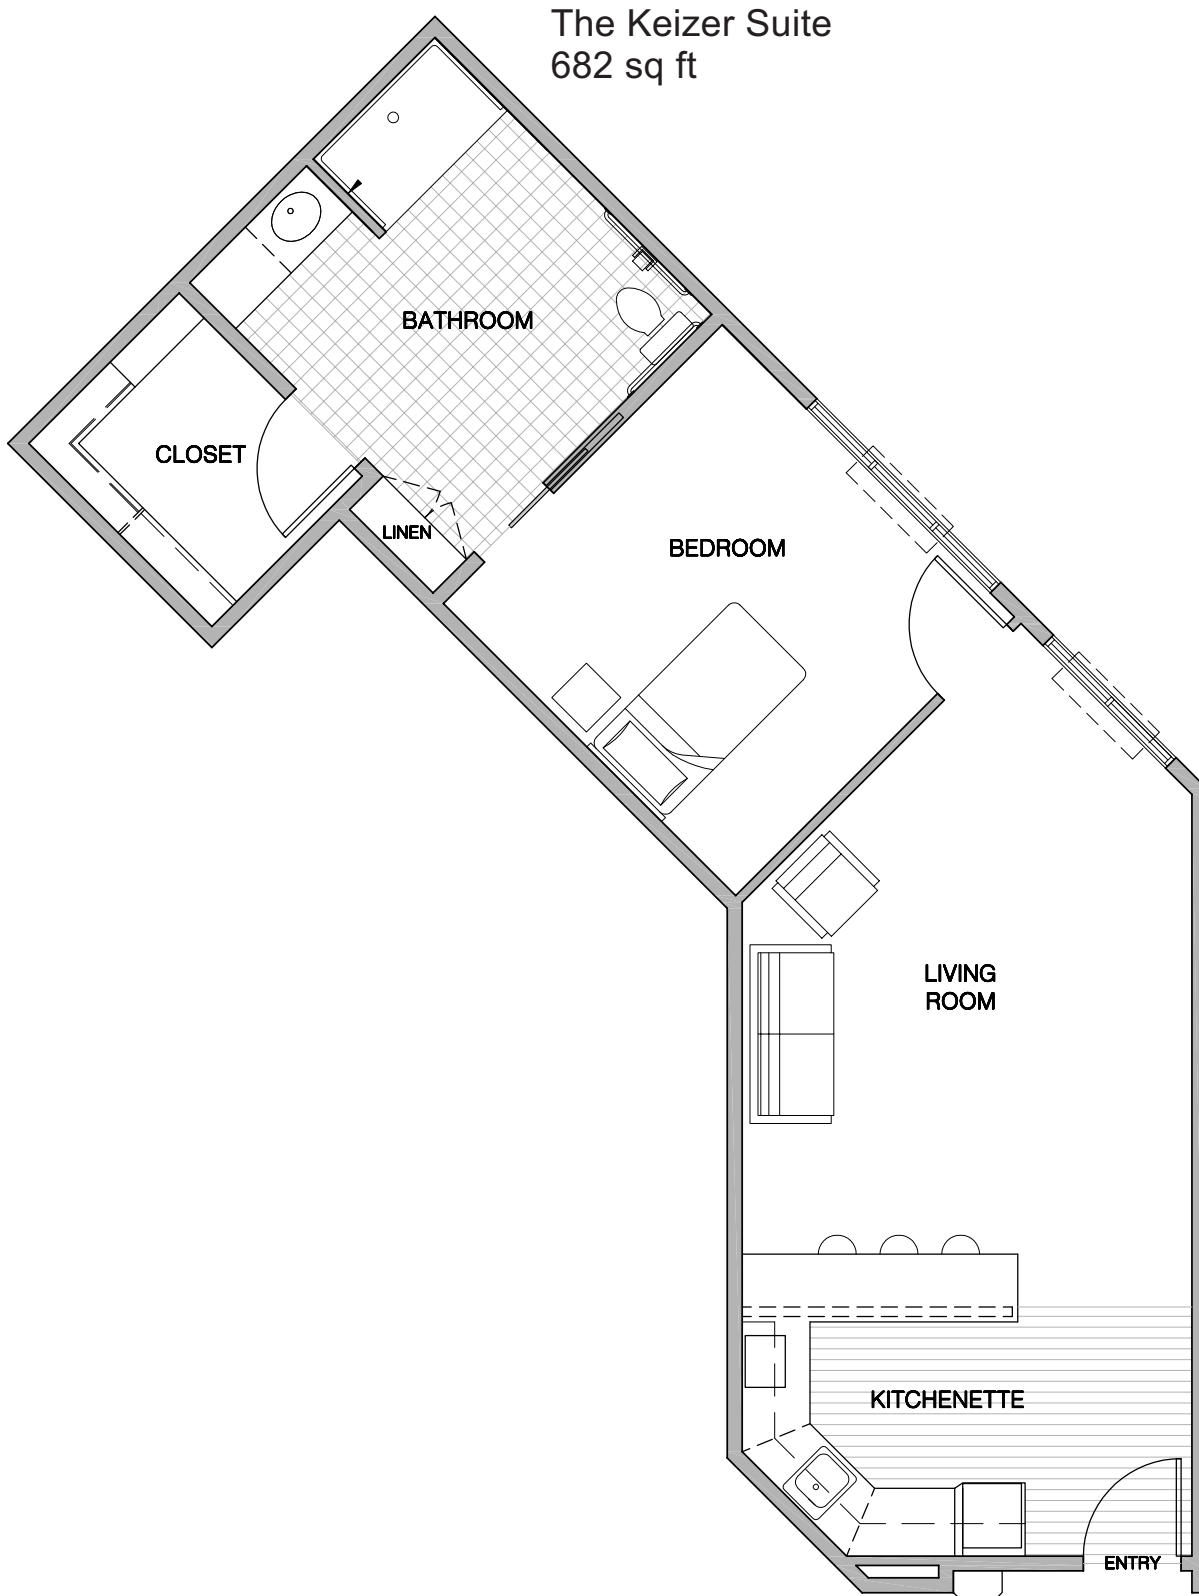 The Keizer Suite
682 sq ft
BATHROOM
CLOSET
LINEN
BEDROOM
LIVING
ROOM
KITCHENETTE
ENTRY